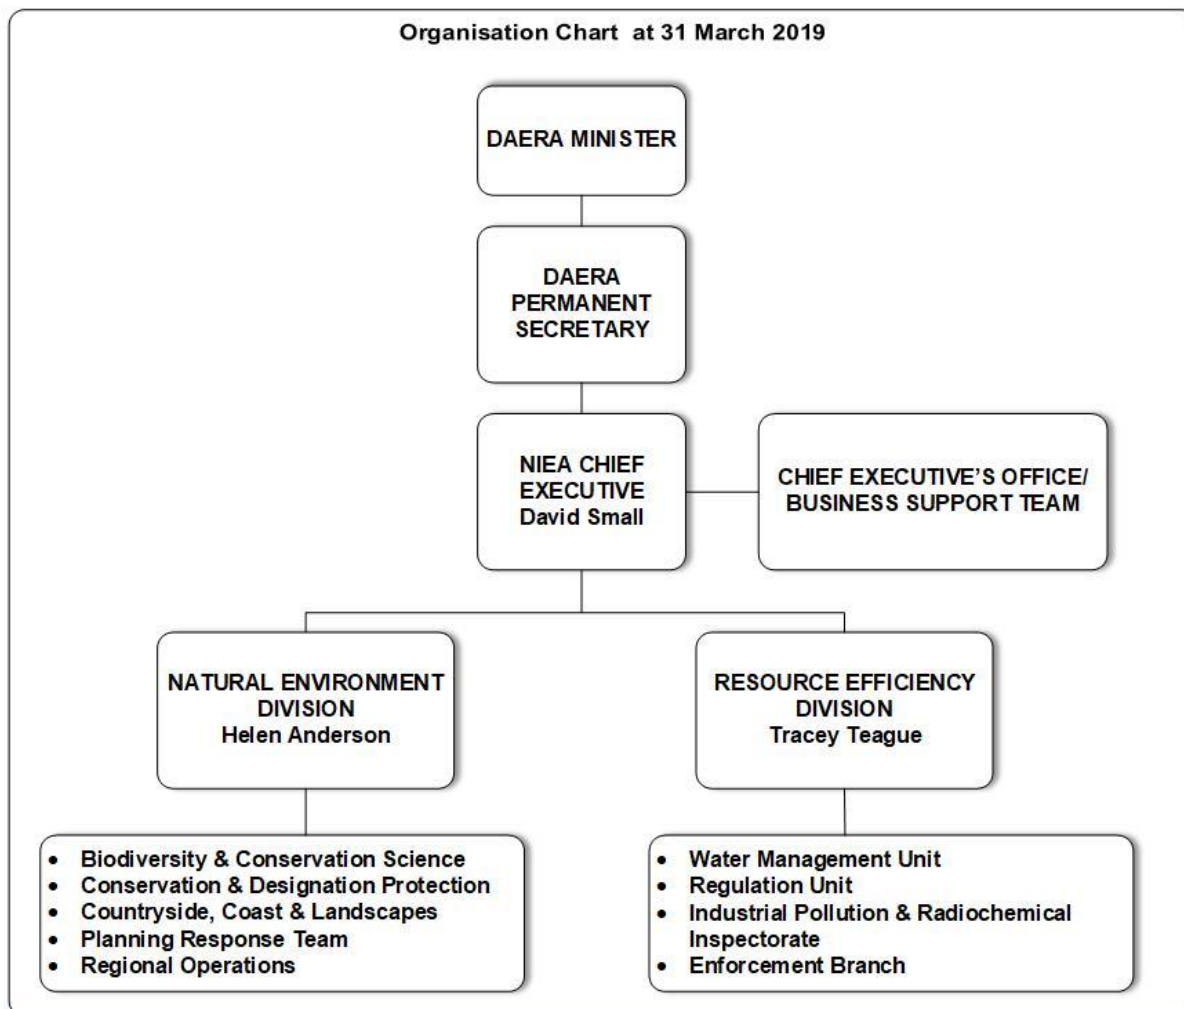 Organisation Chart at 31 March 2019
DAERA MINISTER
DAERA
PERMANENT
SECRETARY
NIEA CHIEF
EXECUTIVE
David Small
CHIEF EXECUTIVE'S OFFICE/
BUSINESS SUPPORT TEAM
NATURAL ENVIRONMENT
DIVISION
Helen Anderson
RESOURCE EFFICIENCY
DIVISION
Tracey Teague
• Biodiversity & Conservation Science
• Conservation & Designation Protection
• Countryside, Coast & Landscapes
• Planning Response Team
• Regional Operations
• Water Management Unit
• Regulation Unit
• Industrial Pollution & Radiochemical
Inspectorate
• Enforcement Branch